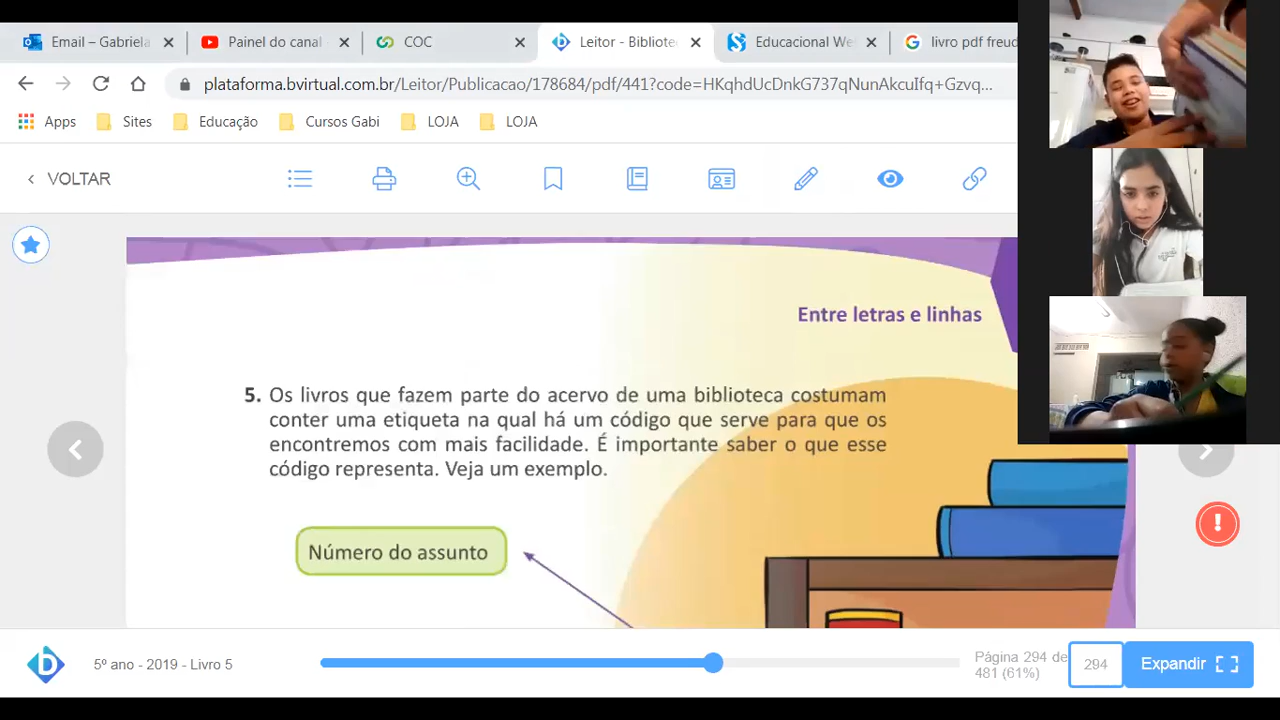 Email – Gabriela
Painel do canal
COC
Leitor - Bibliote
Educacional We
livro pdf freud
plataforma.bvirtual.com.br/Leitor/Publicacao/178684/pdf/441?code=HKqhdUcDnkG737qNunAkcuIfq+Gzvq...
Apps
Sites
Educação
Cursos Gabi
LOJA
LOJA
VOLTAR
Entre letras e linhas
5. Os livros que fazem parte do acervo de uma biblioteca costumam
conter uma etiqueta na qual há um código que serve para que os
encontremos com mais facilidade. É importante saber o que esse
código representa. Veja um exemplo.
Número do assunto
5º ano - 2019 - Livro 5
Página 294 de
481 (61%)
294
Expandir